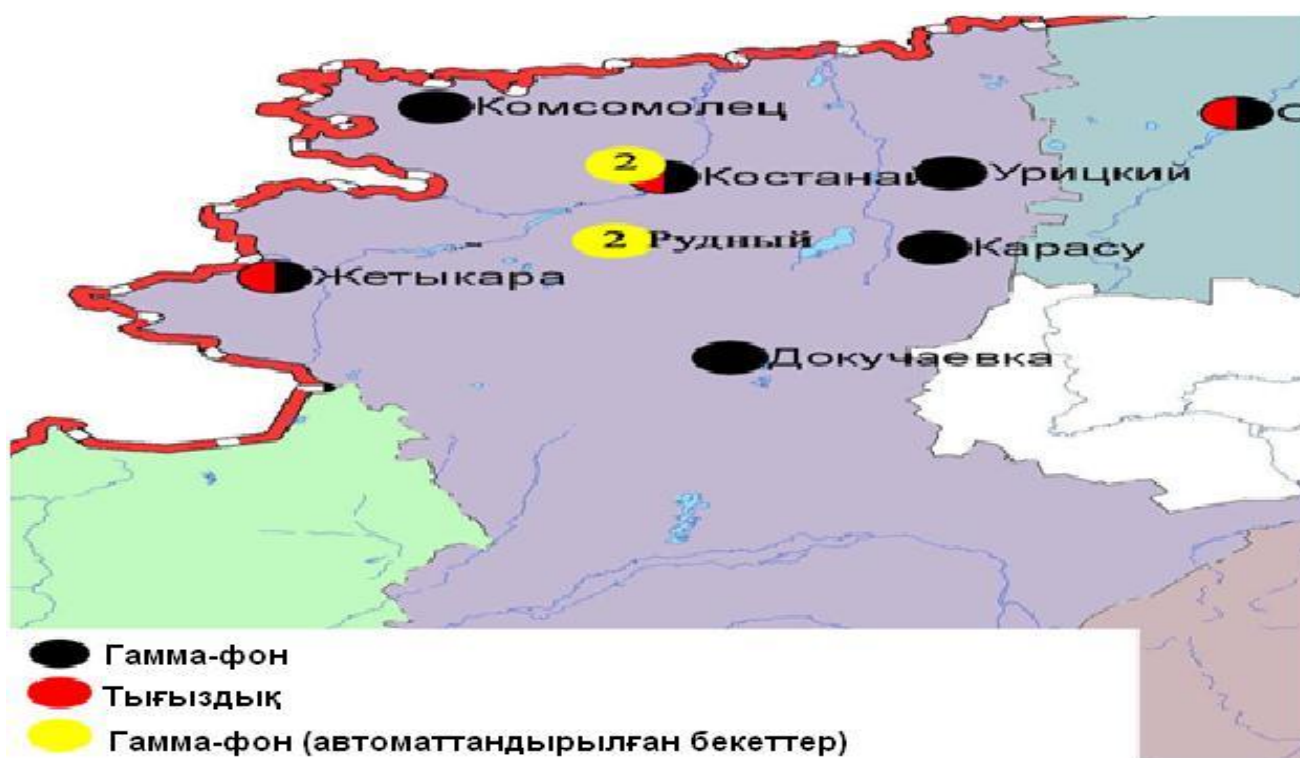 Комсомолец
2
Костанай
Урицкий
2 Рудный
Карасу
Жетыкара
Докучаевка
Гамма-фон
Тығыздық
Гамма-фон (автоматтандырылған бекеттер)